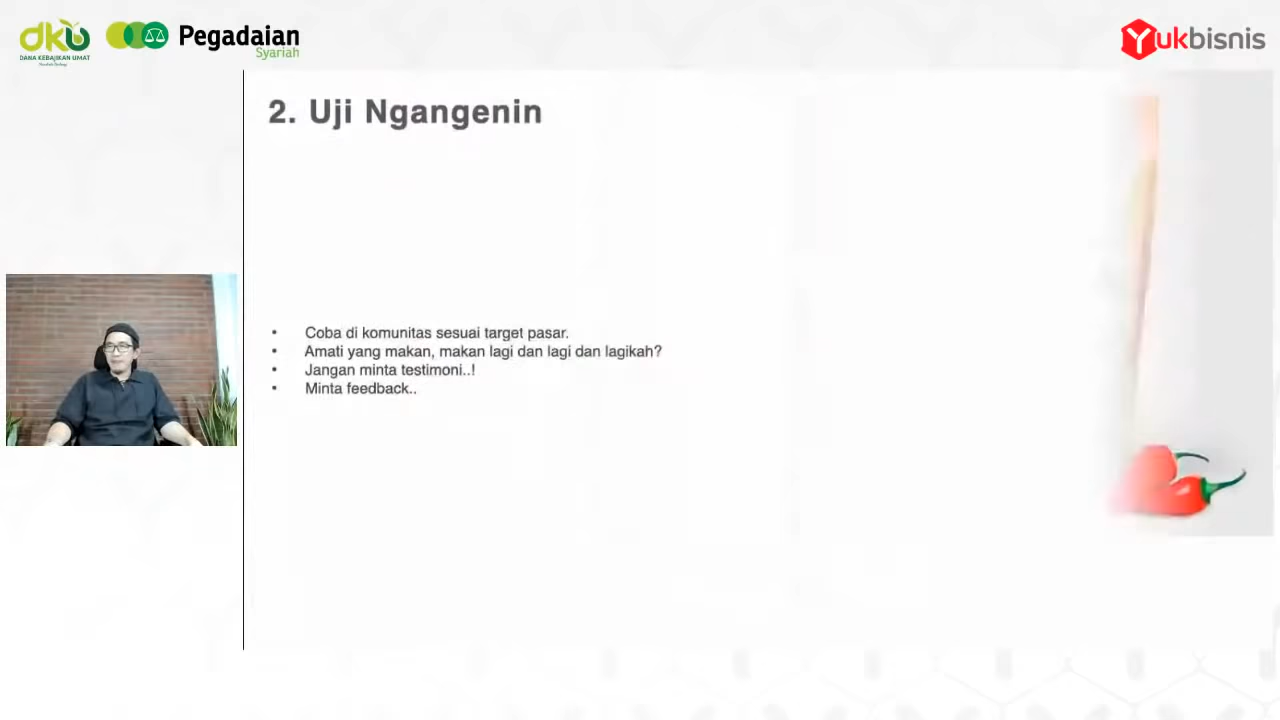 dku
DANA KEBAJIKAN UMAT
Pegadaian
Syariah
Yukbisnis
2. Uji Ngangenin
• Coba di komunitas sesuai target pasar.
• Amati yang makan, makan lagi dan lagi dan lagikah?
• Jangan minta testimoni..!
• Minta feedback..